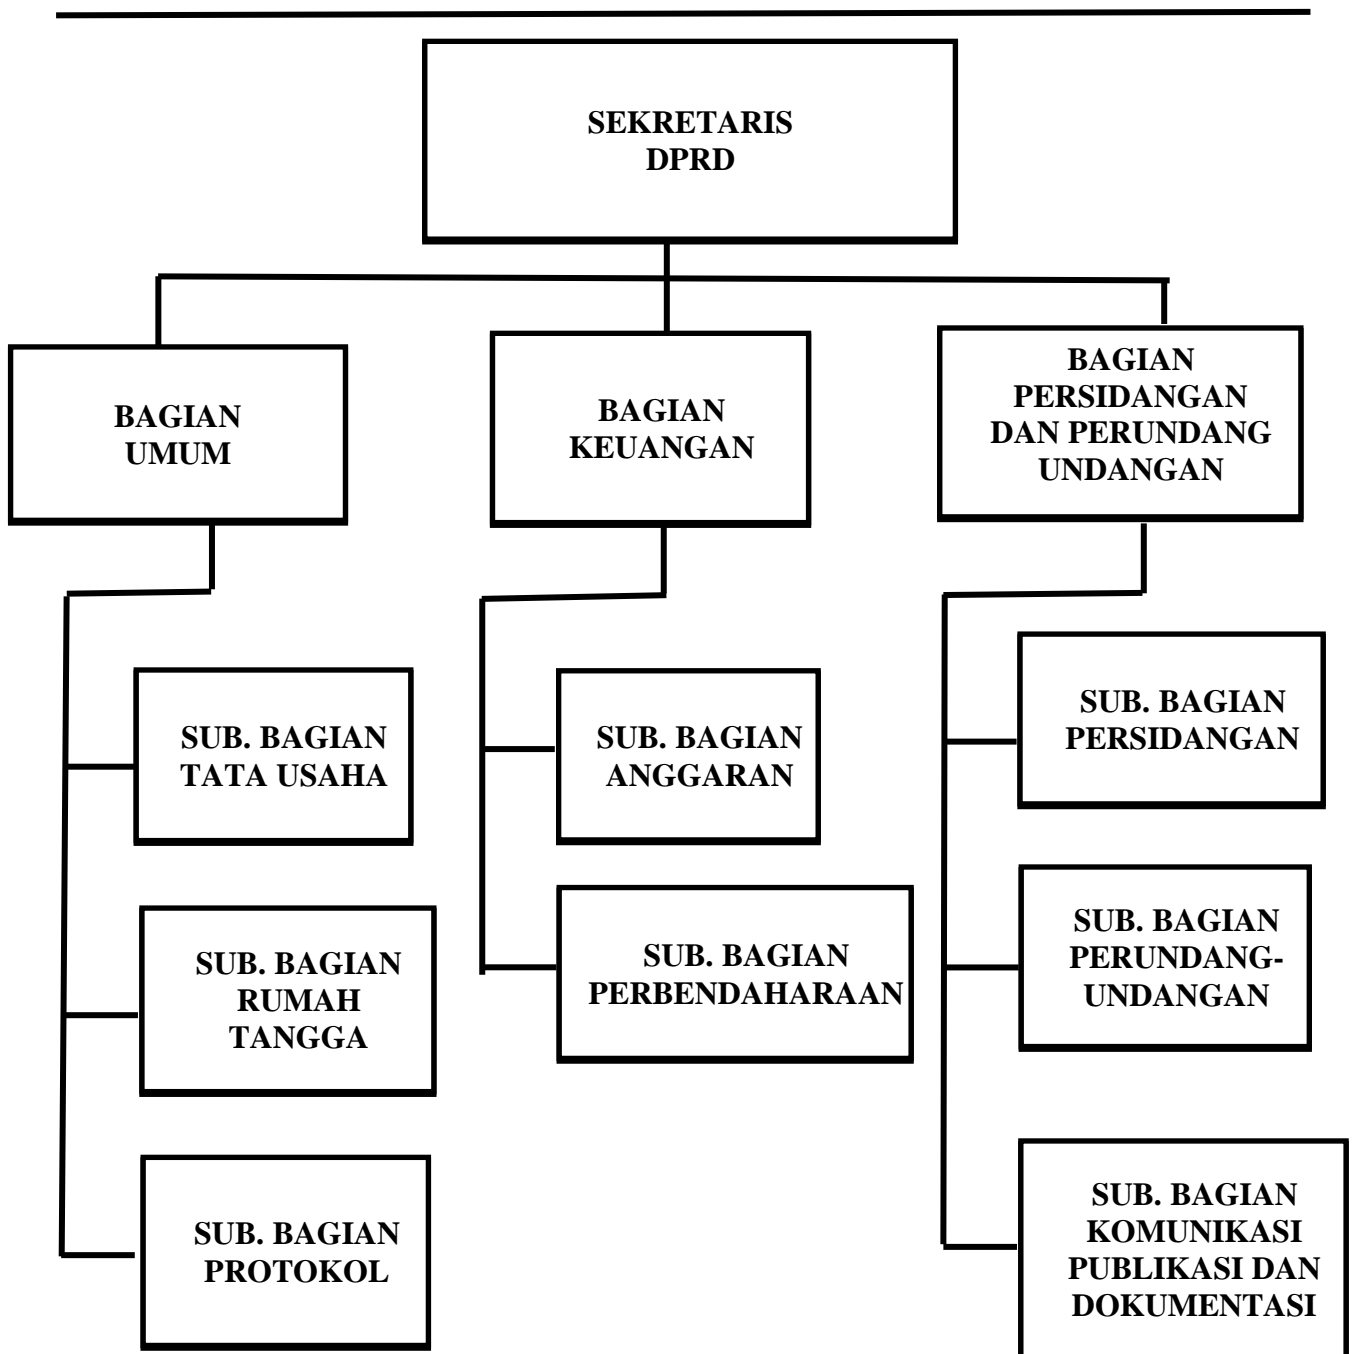 SEKRETARIS
DPRD
BAGIAN
UMUM
BAGIAN
KEUANGAN
BAGIAN
PERSIDANGAN
DAN PERUNDANG
UNDANGAN
SUB. BAGIAN
TATA USAHA
SUB. BAGIAN
RUMAH
TANGGA
SUB. BAGIAN
PROTOKOL
SUB. BAGIAN
ANGGARAN
SUB. BAGIAN
PERBENDAHARAAN
SUB. BAGIAN
PERSIDANGAN
SUB. BAGIAN
PERUNDANG-
UNDANGAN
SUB. BAGIAN
KOMUNIKASI
PUBLIKASI DAN
DOKUMENTASI